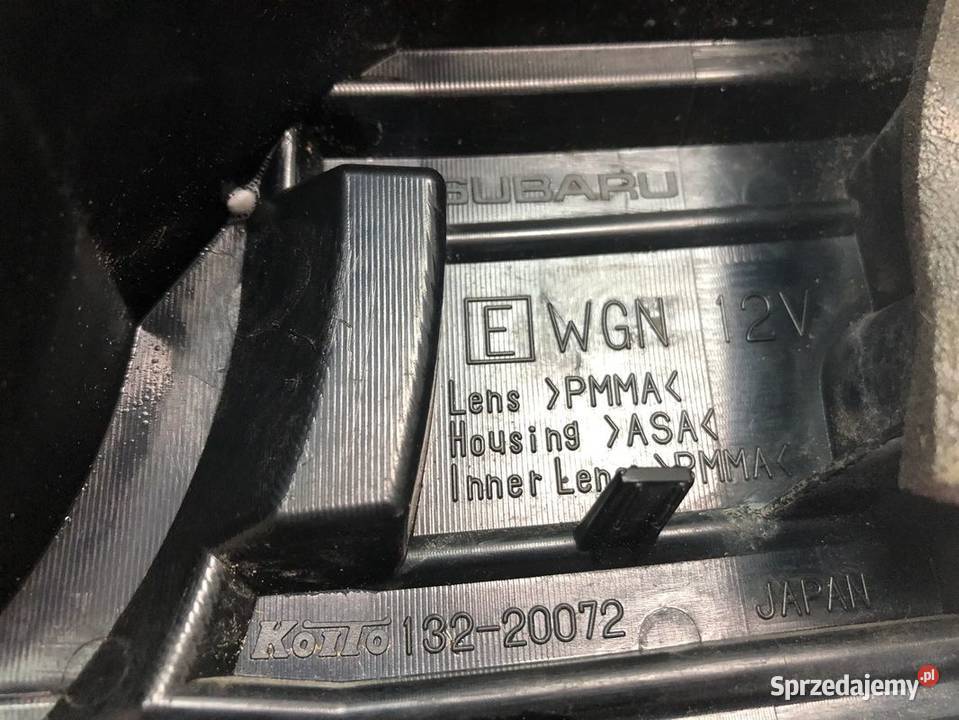 SUBARU
E WGN 12V
Lens >PMMA<
Housing >ASA<
Inner Lens >PMMA<
KOITO 132-20072 JAPAN
Sprzedajemy.pl